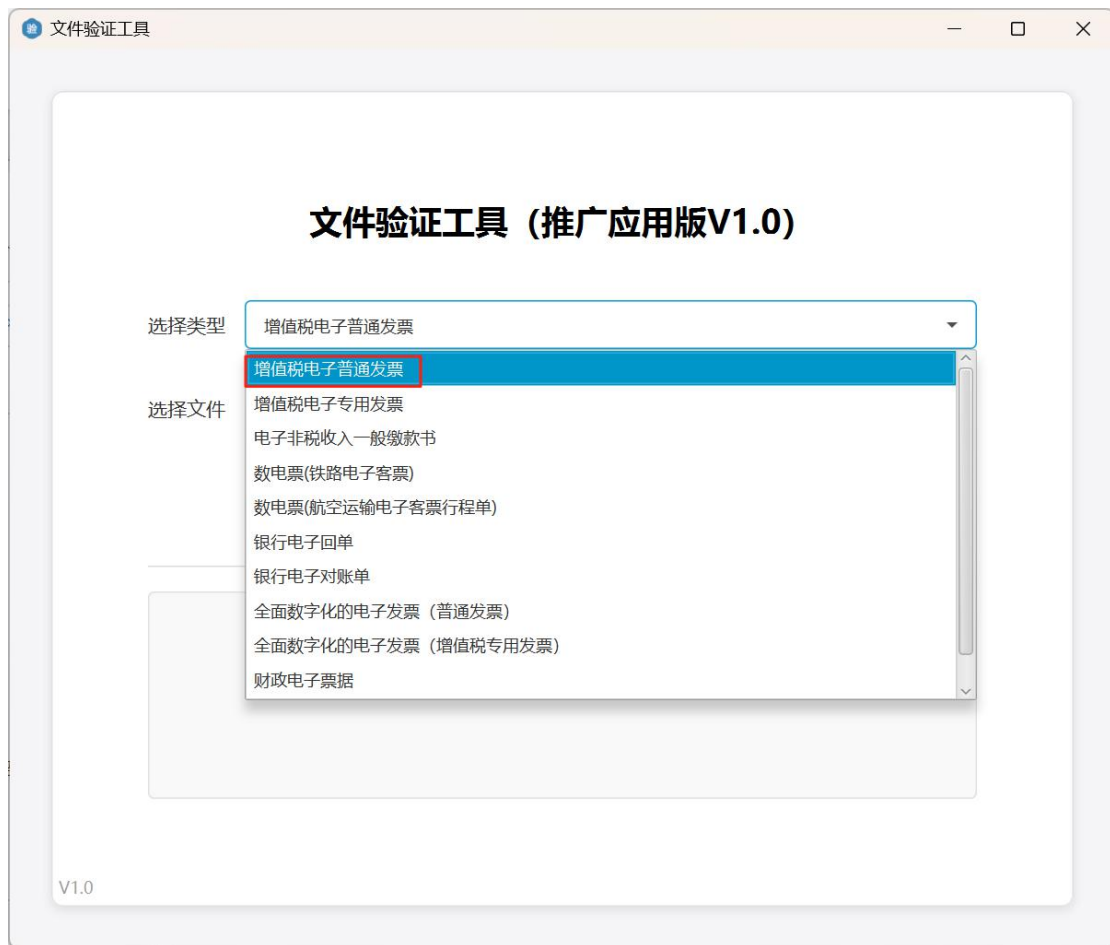 验 文件验证工具
文件验证工具（推广应用版V1.0）
选择类型 增值税电子普通发票
增值税电子普通发票
选择文件 增值税电子专用发票
电子非税收入一般缴款书
数电票(铁路电子客票)
数电票(航空运输电子客票行程单)
银行电子回单
银行电子对账单
全面数字化的电子发票（普通发票）
全面数字化的电子发票（增值税专用发票）
财政电子票据
V1.0